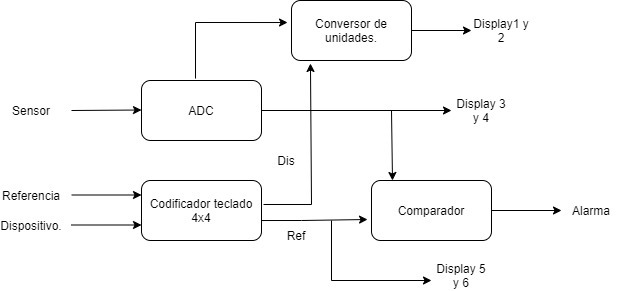 Conversor de
unidades.
Display1 y
2
Sensor
ADC
Display 3
y 4
Dis
Referencia
Dispositivo.
Codificador teclado
4x4
Ref
Comparador
Alarma
Display 5
y 6